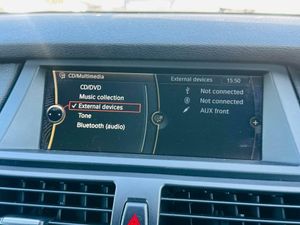 CD/Multimedia
External devices 15:50
CD/DVD
Music collection
External devices
Tone
Bluetooth (audio)
Not connected
Not connected
AUX front